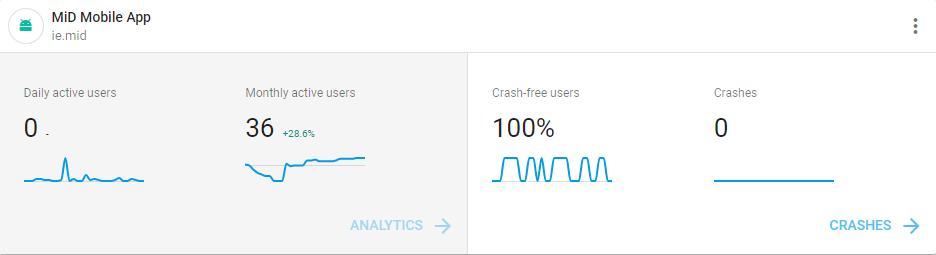 MiD Mobile App
ie.mid
Daily active users
0 -
Monthly active users
36 +28.6%
Crash-free users
100%
Crashes
0
ANALYTICS
CRASHES